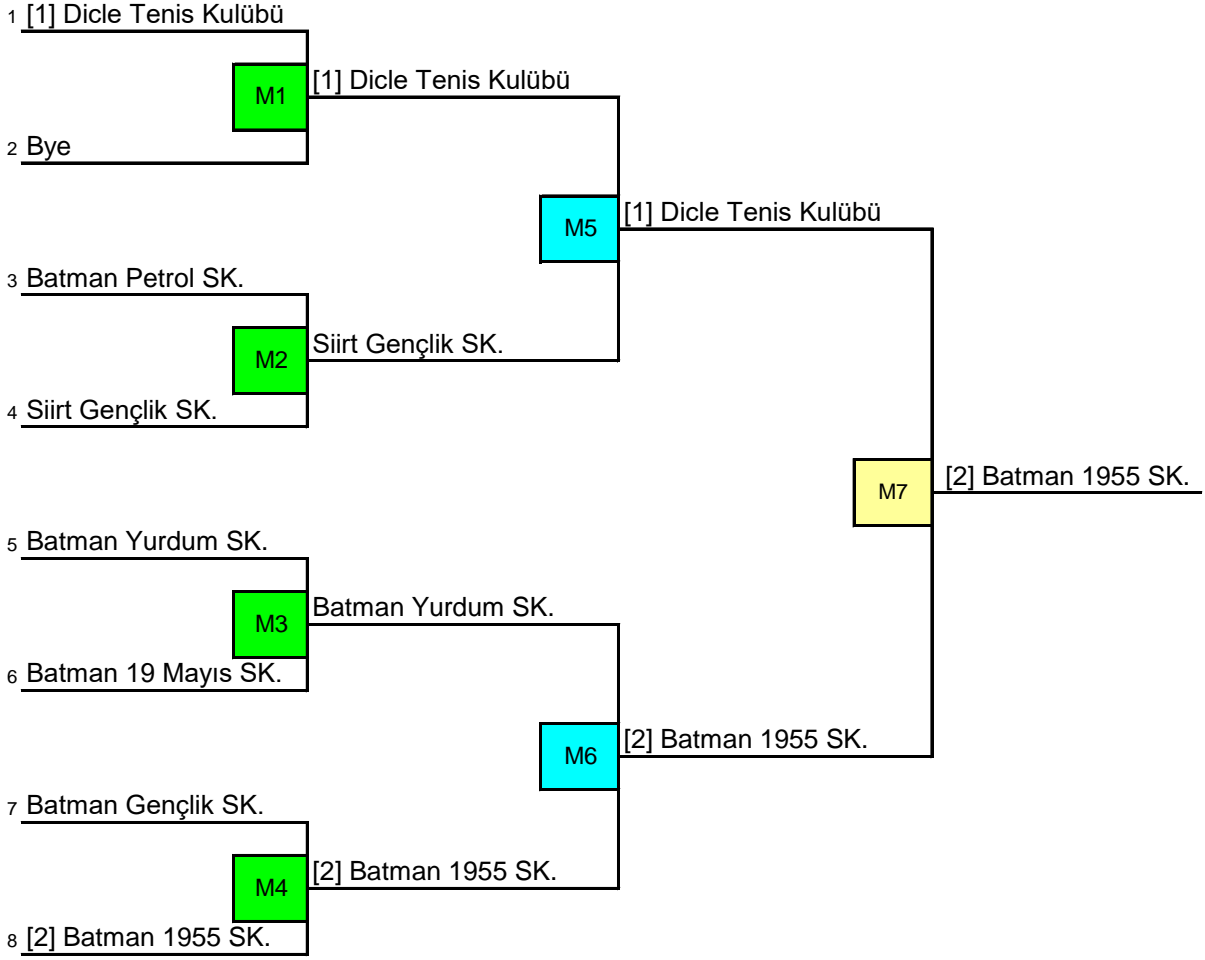 1 [1] Dicle Tenis Kulübü
M1
[1] Dicle Tenis Kulübü
2 Bye
M5
[1] Dicle Tenis Kulübü
3 Batman Petrol SK.
M2
Siirt Gençlik SK.
4 Siirt Gençlik SK.
M7
[2] Batman 1955 SK.
5 Batman Yurdum SK.
M3
Batman Yurdum SK.
6 Batman 19 Mayıs SK.
M6
[2] Batman 1955 SK.
7 Batman Gençlik SK.
M4
[2] Batman 1955 SK.
8 [2] Batman 1955 SK.